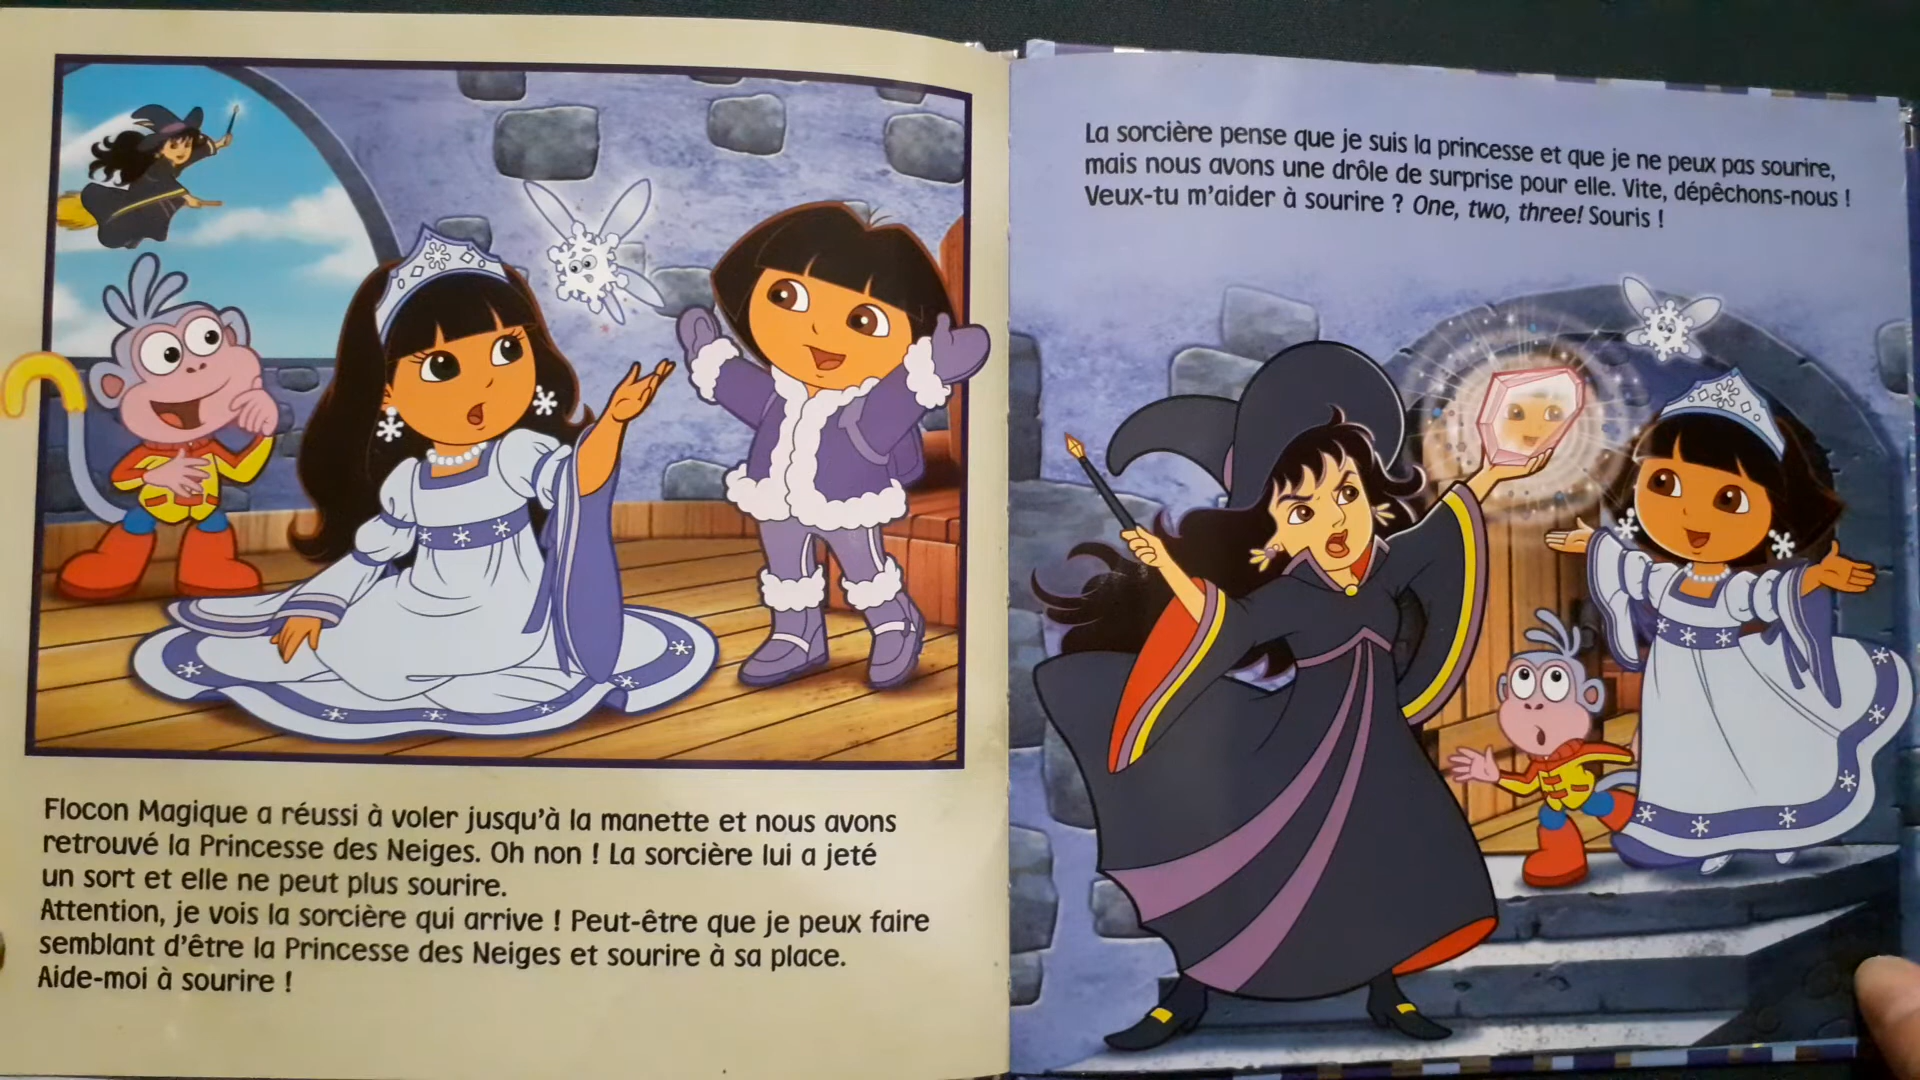 Flocon Magique a réussi à voler jusqu'à la manette et nous avons
retrouvé la Princesse des Neiges. Oh non ! La sorcière lui a jeté
un sort et elle ne peut plus sourire.
Attention, je vois la sorcière qui arrive ! Peut-être que je peux faire
semblant d'être la Princesse des Neiges et sourire à sa place.
Aide-moi à sourire !
La sorcière pense que je suis la princesse et que je ne peux pas sourire,
mais nous avons une drôle de surprise pour elle. Vite, dépêchons-nous !
Veux-tu m'aider à sourire ? One, two, three! Souris !